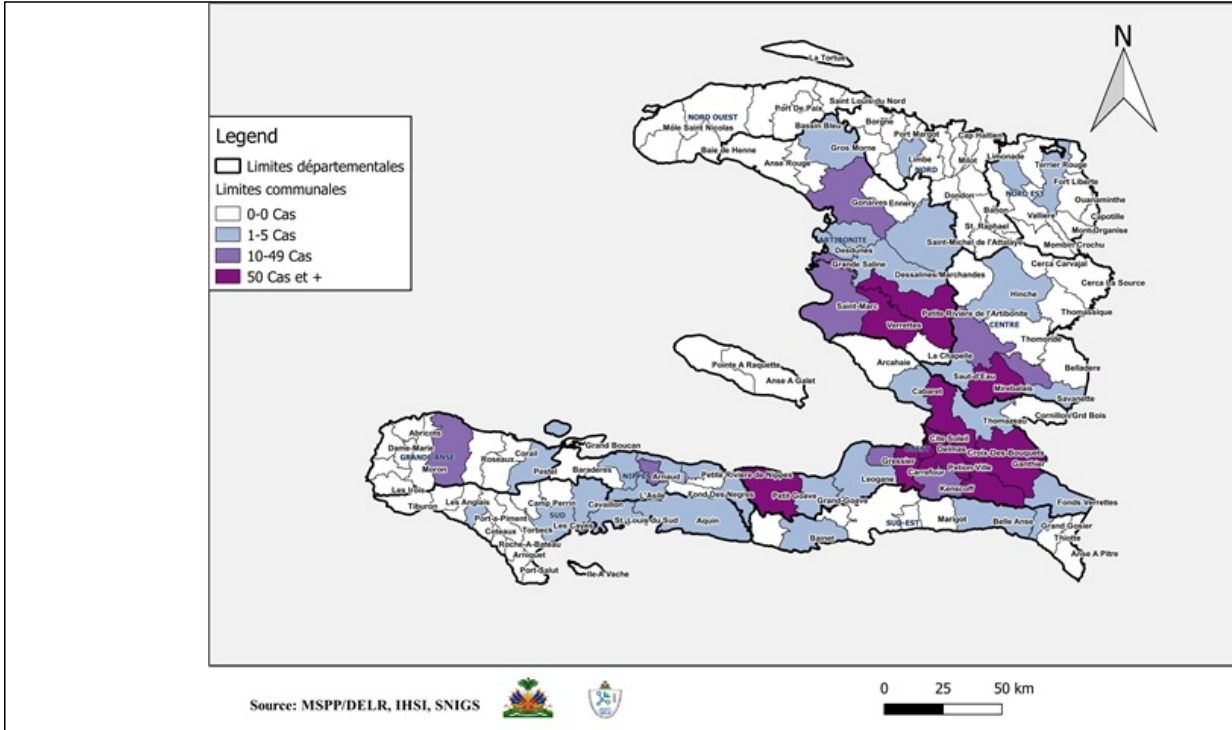 N
Legend
Limites départementales
Limites communales
0-0 Cas
1-5 Cas
10-49 Cas
50 Cas et +
La Tortue
Saint Louis du Nord
Port De Paix
NORD OUEST
Môle Saint Nicolas
Bassin Bleu
Borgne
Port Margot
Cap Haitien
Baie de Henne
Gros Morne
Anse Rouge
Limbe
NORD
Milot
Limonade
Terrier Rouge
Fort Liberte
NORD EST
Ouanaminthe
Capotille
Mont-Organise
Mombin Crochu
Valliere
Bahon
Dondon
St. Raphael
Gonaives
Ennery
Saint-Michel de l'Attalaye
ARTIBONITE
Desdunes
Grande Saline
Dessalines/Marchandes
Cerca Carvajal
Cerca La Source
Hinche
Thomassique
Saint-Marc
Petite Rivière de l'Artibonite
Verrettes
CENTRE
Thomonde
La Chapelle
Belladere
Arcahaie
Saut-d'Eau
Mirebalais
Savanette
Cabaret
Pointe A Raquette
Anse A Galet
Cornillon/Grd Bois
Thomazeau
Cite Soleil
Delmas
Croix-Des-Bouquets
Ganthier
Gressier
Carrefour
Petion Ville
Kenscoff
Abricots
Dame-Marie
GRANDE ANSE
Moron
Roseaux
Corail
Pestel
Grand Boucan
Baradères
NIPPES
Arnaud
Petite Riviere de Nippes
L'Asile
Fond Des Negres
Petit Goave
Grand Goave
Leogane
Fonds Verrettes
Les Irois
Tiburon
Les Anglais
Port-a-Piment
Coteaux
Roche-A-Bateau
Arniquet
Port-Salut
Camp Perrin
SUD
Torbeck
Les Cayes
Cavaillon
St. Louis du Sud
Aquin
Ile A Vache
Bainet
SUD-EST
Marigot
Belle Anse
Grand Gosier
Thiotte
Anse A Pitre
Source: MSPP/DELR, IHSI, SNIGS
0 25 50 km